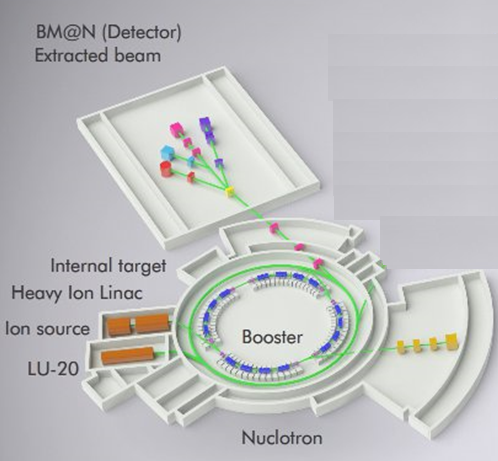 BM@N (Detector)
Extracted beam
Internal target
Heavy Ion Linac
Ion source
LU-20
Booster
Nuclotron